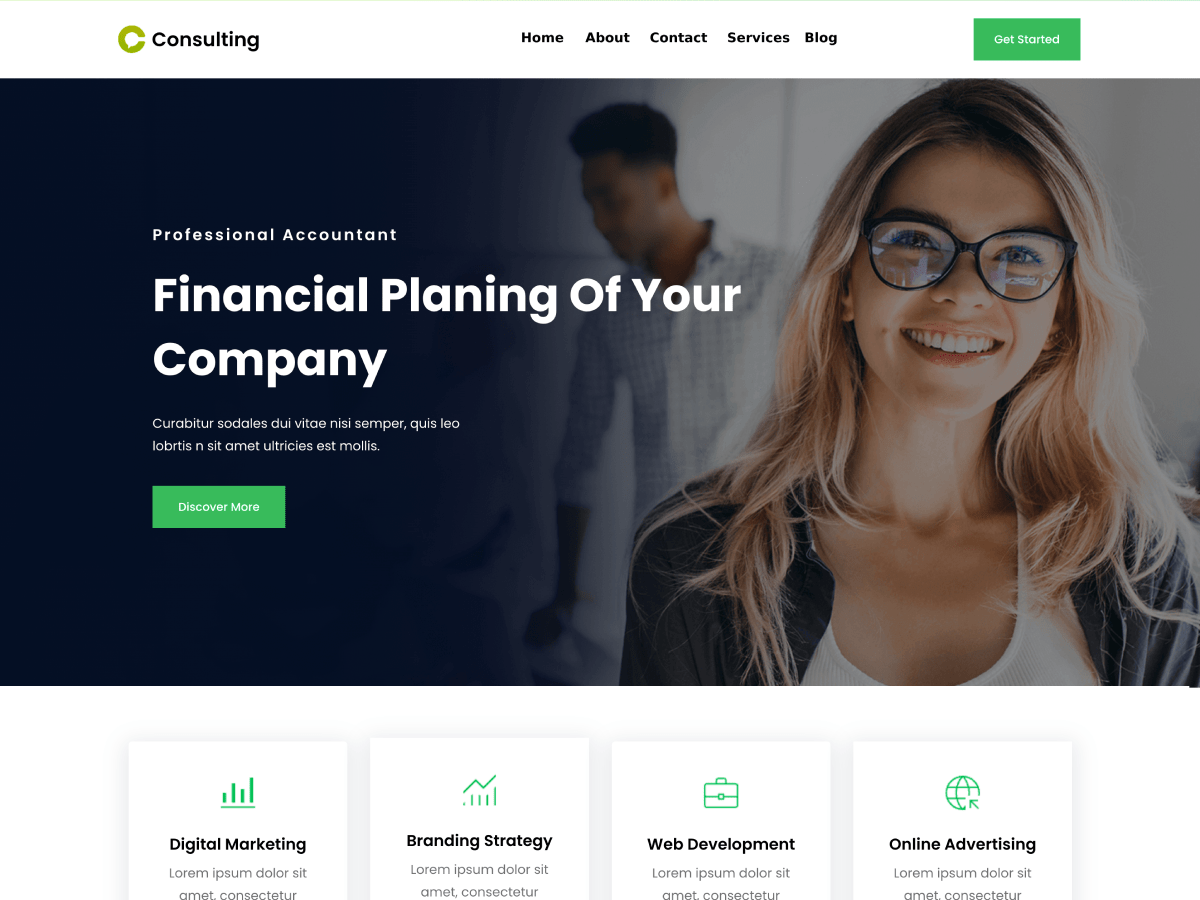 Consulting
Home About Contact Services Blog
Get Started
Professional Accountant
Financial Planing Of Your
Company
Curabitur sodales dui vitae nisi semper, quis leo
lobrtis n sit amet ultricies est mollis.
Discover More
Digital Marketing
Lorem ipsum dolor sit
amet, consectetur
Branding Strategy
Lorem ipsum dolor sit
amet, consectetur
Web Development
Lorem ipsum dolor sit
amet, consectetur
Online Advertising
Lorem ipsum dolor sit
amet, consectetur